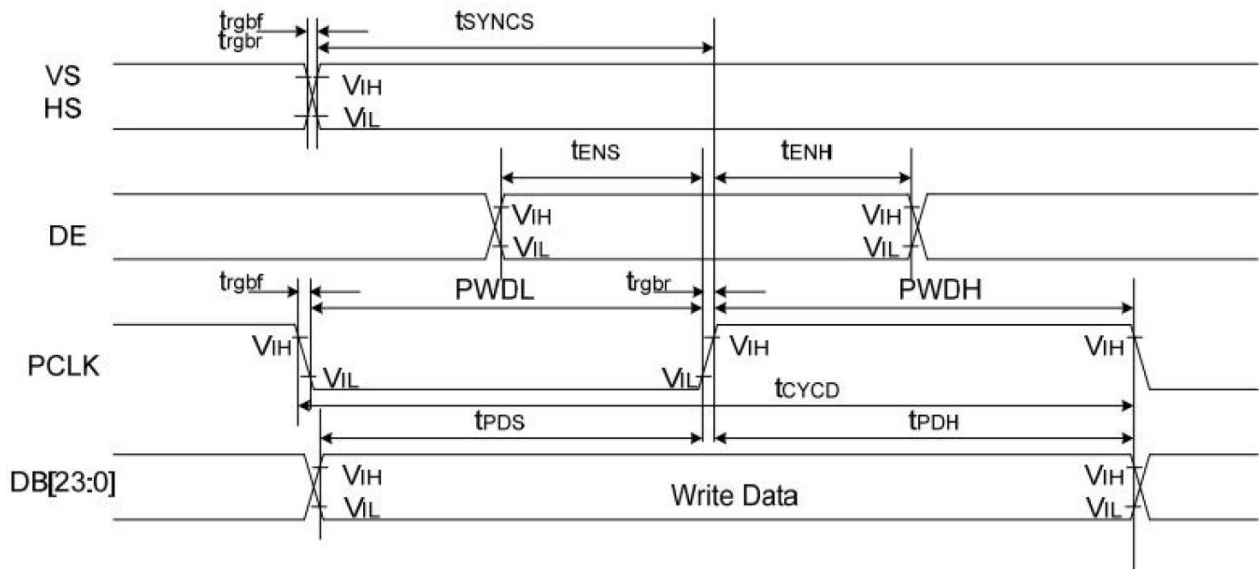 trgbf
trgbr
tSYNCS
VS
HS
VIH
VIL
tENS
tENH
DE
VIH
VIL
VIH
VIL
trgbf
PWDL
trgbr
PWDH
PCLK
VIH
VIL
VIL
VIH
VIH
tCYCD
tPDS
tPDH
DB[23:0]
VIH
VIL
Write Data
VIH
VIL